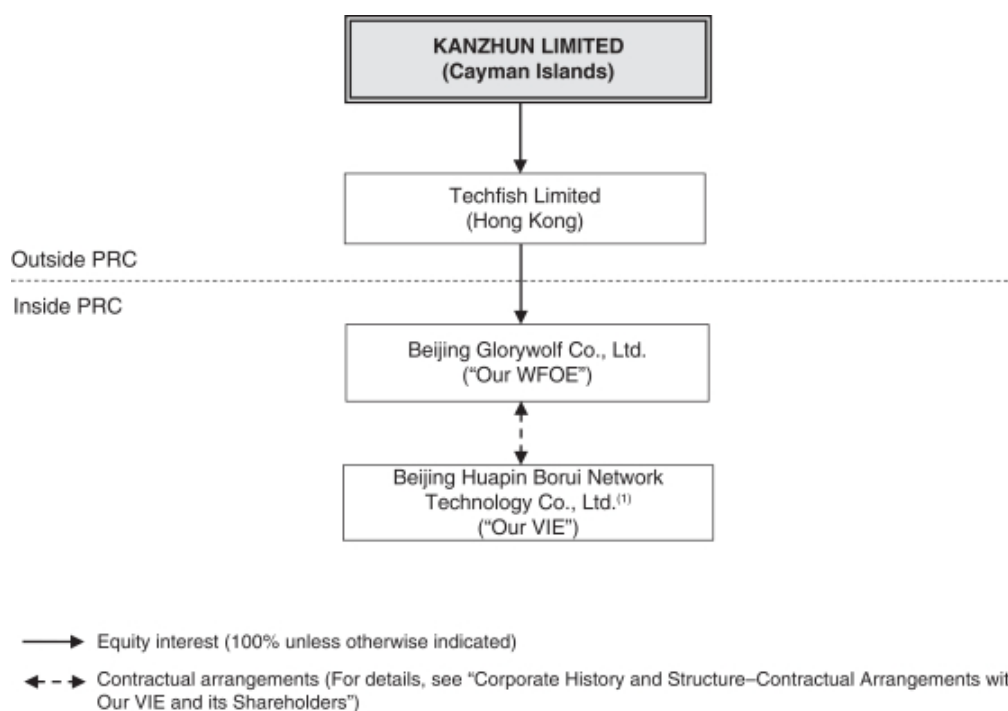 KANZHUN LIMITED
(Cayman Islands)
Techfish Limited
(Hong Kong)
Outside PRC
Inside PRC
Beijing Glorywolf Co., Ltd.
(“Our WFOE”)
Beijing Huapin Borui Network
Technology Co., Ltd.(1)
(“Our VIE”)
Equity interest (100% unless otherwise indicated)
Contractual arrangements (For details, see “Corporate History and Structure–Contractual Arrangements wit
Our VIE and its Shareholders”)